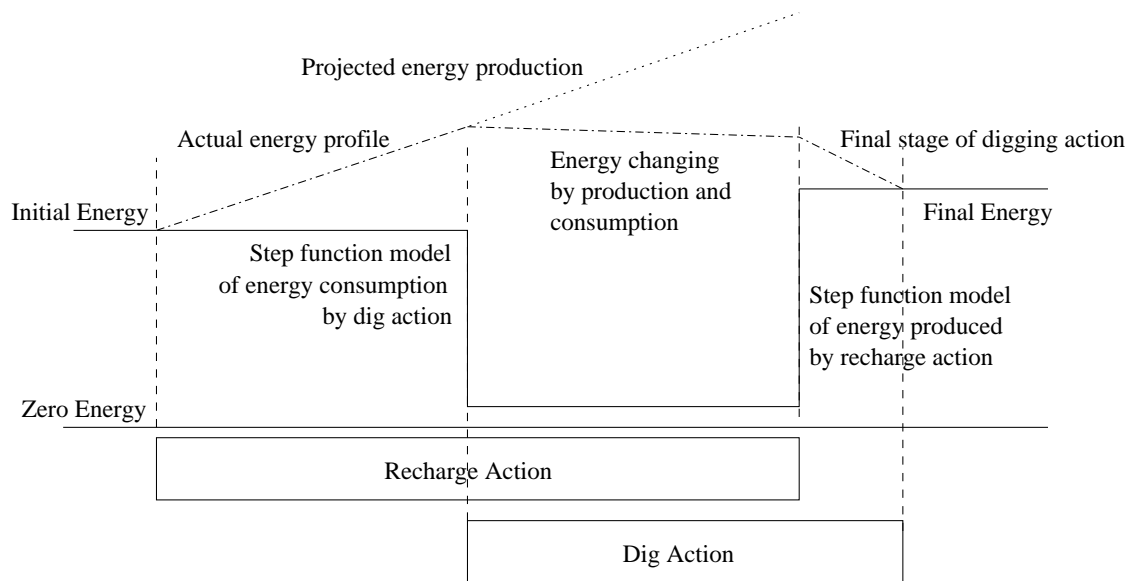 Projected energy production
Actual energy profile
Final stage of digging action
Energy changing
by production and
consumption
Initial Energy
Final Energy
Step function model
of energy consumption
by dig action
Step function model
of energy produced
by recharge action
Zero Energy
Recharge Action
Dig Action